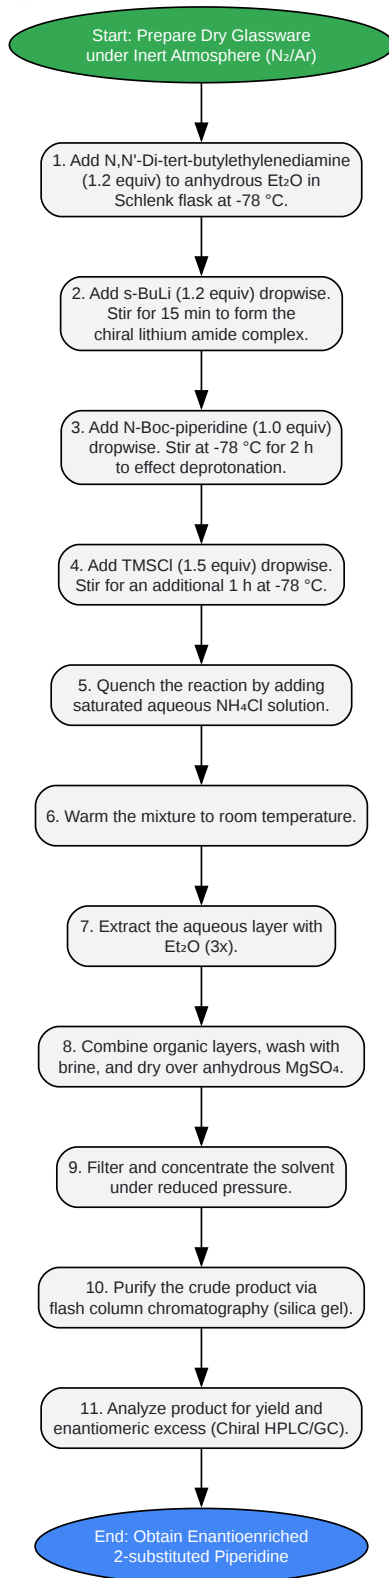 Start: Prepare Dry Glassware
under Inert Atmosphere (N₂/Ar)
1. Add N,N'-Di-tert-butylethylenediamine
(1.2 equiv) to anhydrous Et₂O in
Schlenk flask at -78 °C.
2. Add s-BuLi (1.2 equiv) dropwise.
Stir for 15 min to form the
chiral lithium amide complex.
3. Add N-Boc-piperidine (1.0 equiv)
dropwise. Stir at -78 °C for 2 h
to effect deprotonation.
4. Add TMSCl (1.5 equiv) dropwise.
Stir for an additional 1 h at -78 °C.
5. Quench the reaction by adding
saturated aqueous NH₄Cl solution.
6. Warm the mixture to room temperature.
7. Extract the aqueous layer with
Et₂O (3x).
8. Combine organic layers, wash with
brine, and dry over anhydrous MgSO₄.
9. Filter and concentrate the solvent
under reduced pressure.
10. Purify the crude product via
flash column chromatography (silica gel).
11. Analyze product for yield and
enantiomeric excess (Chiral HPLC/GC).
End: Obtain Enantioenriched
2-substituted Piperidine